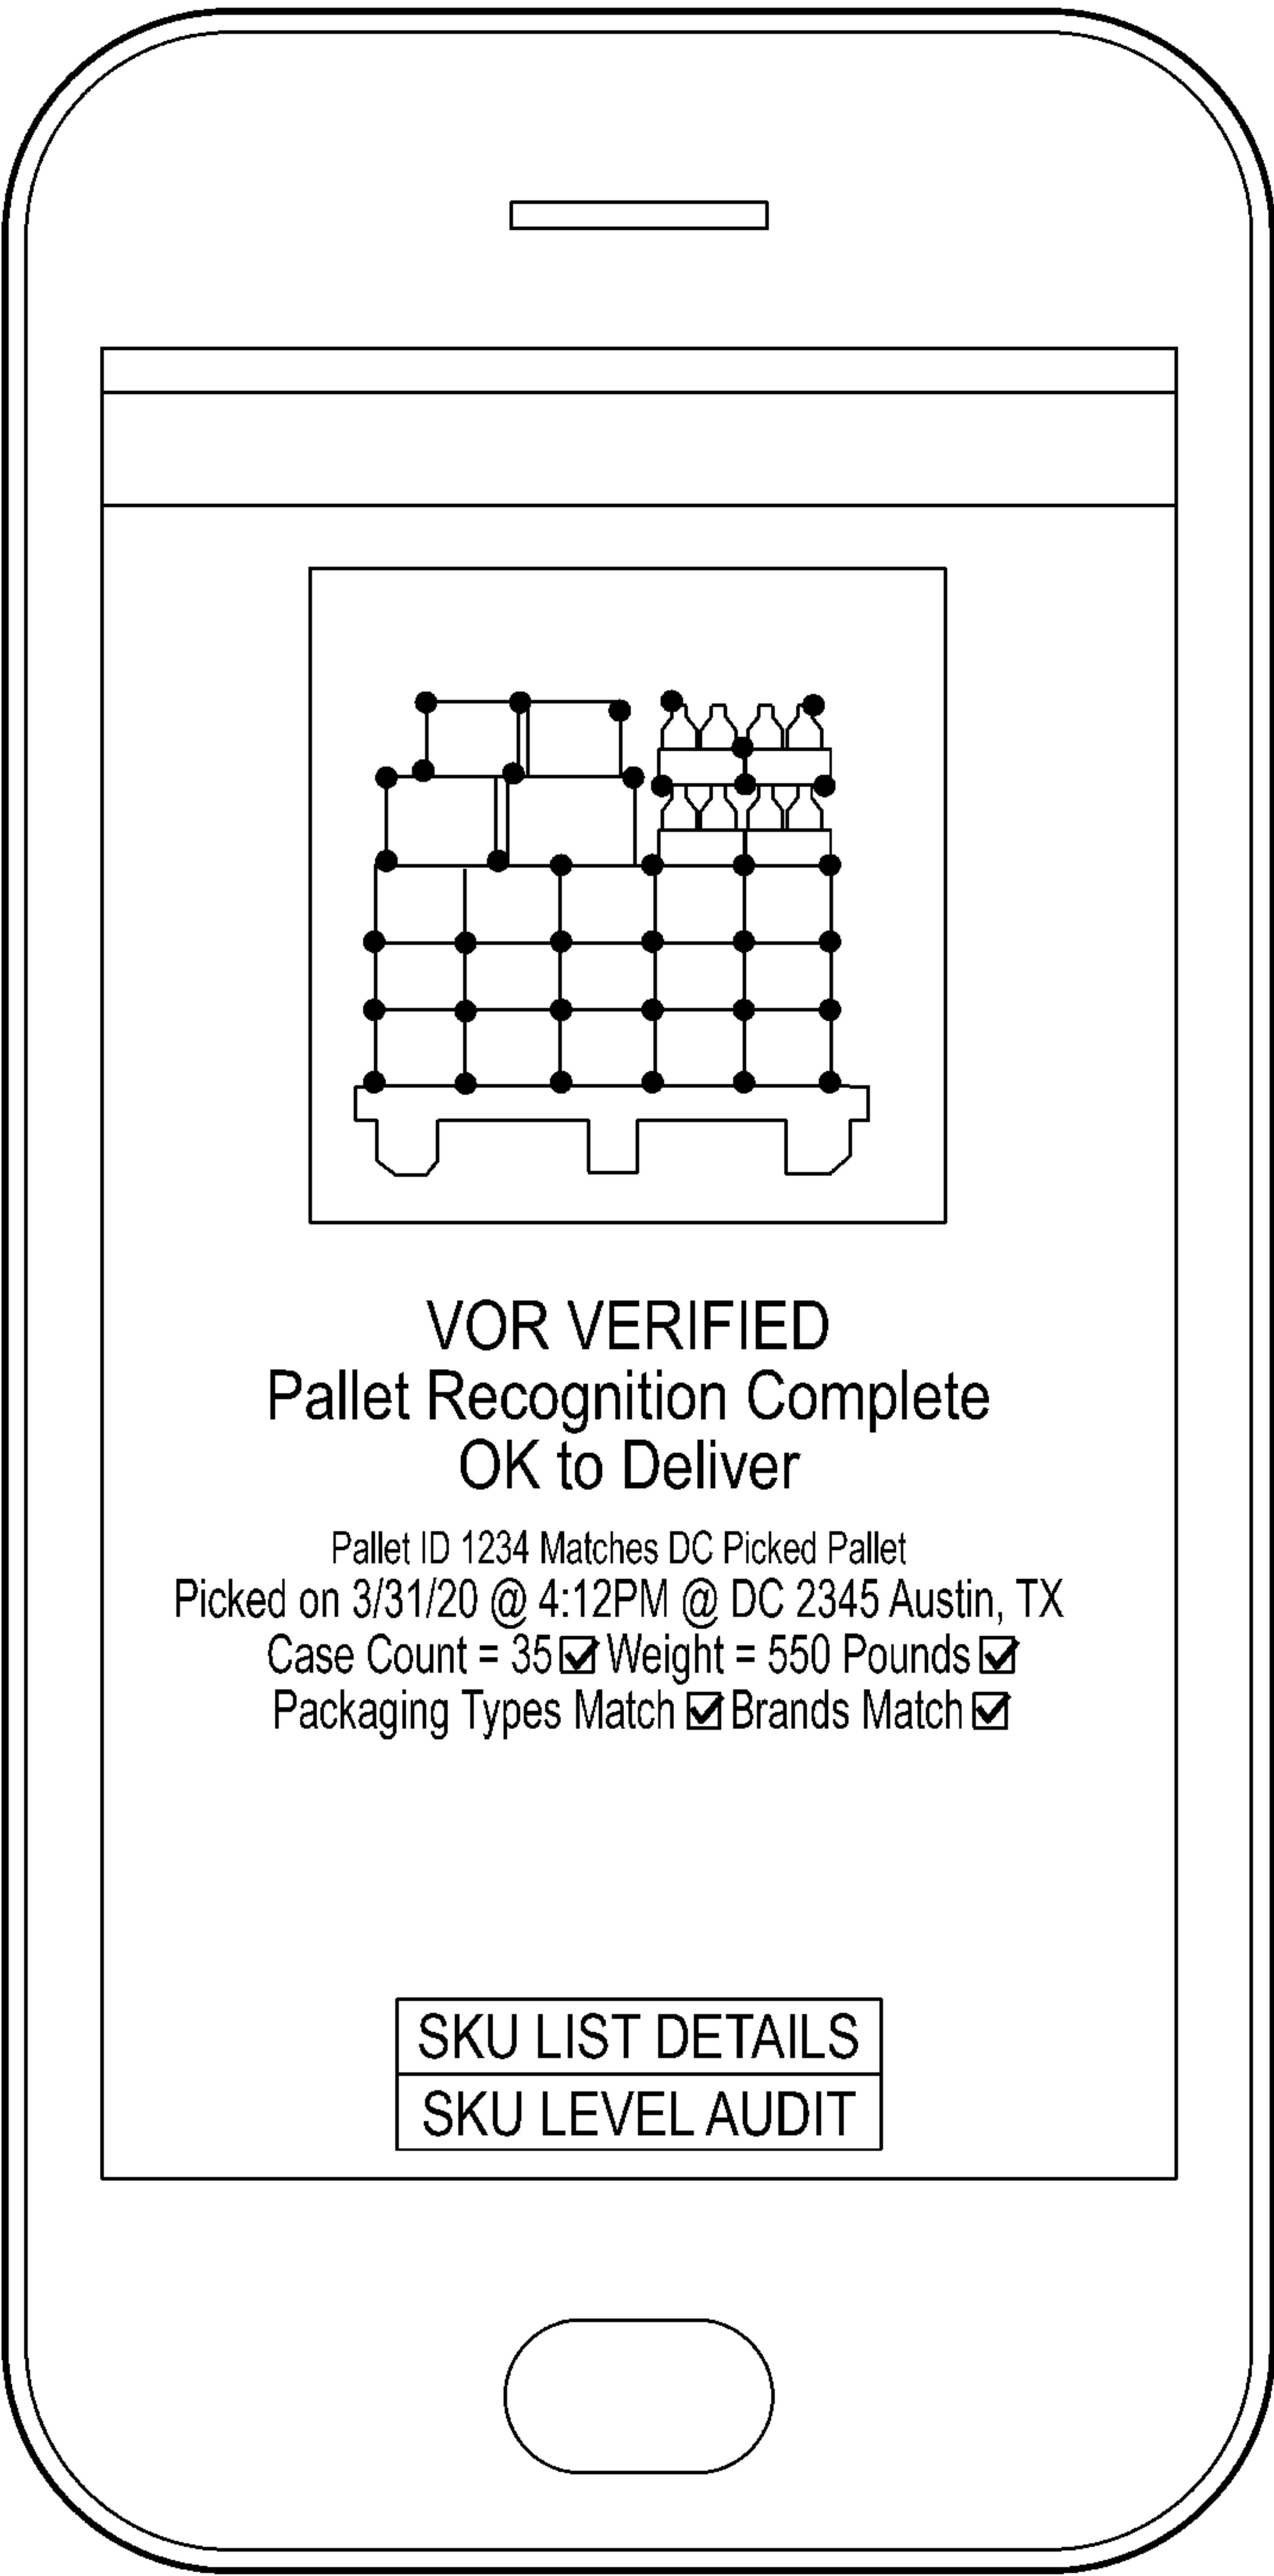 VOR VERIFIED
Pallet Recognition Complete
OK to Deliver
Pallet ID 1234 Matches DC Picked Pallet
Picked on 3/31/20 @ 4:12PM @ DC 2345 Austin, TX
Case Count = 35 ☑ Weight = 550 Pounds ☑
Packaging Types Match ☑ Brands Match ☑
SKU LIST DETAILS
SKU LEVEL AUDIT